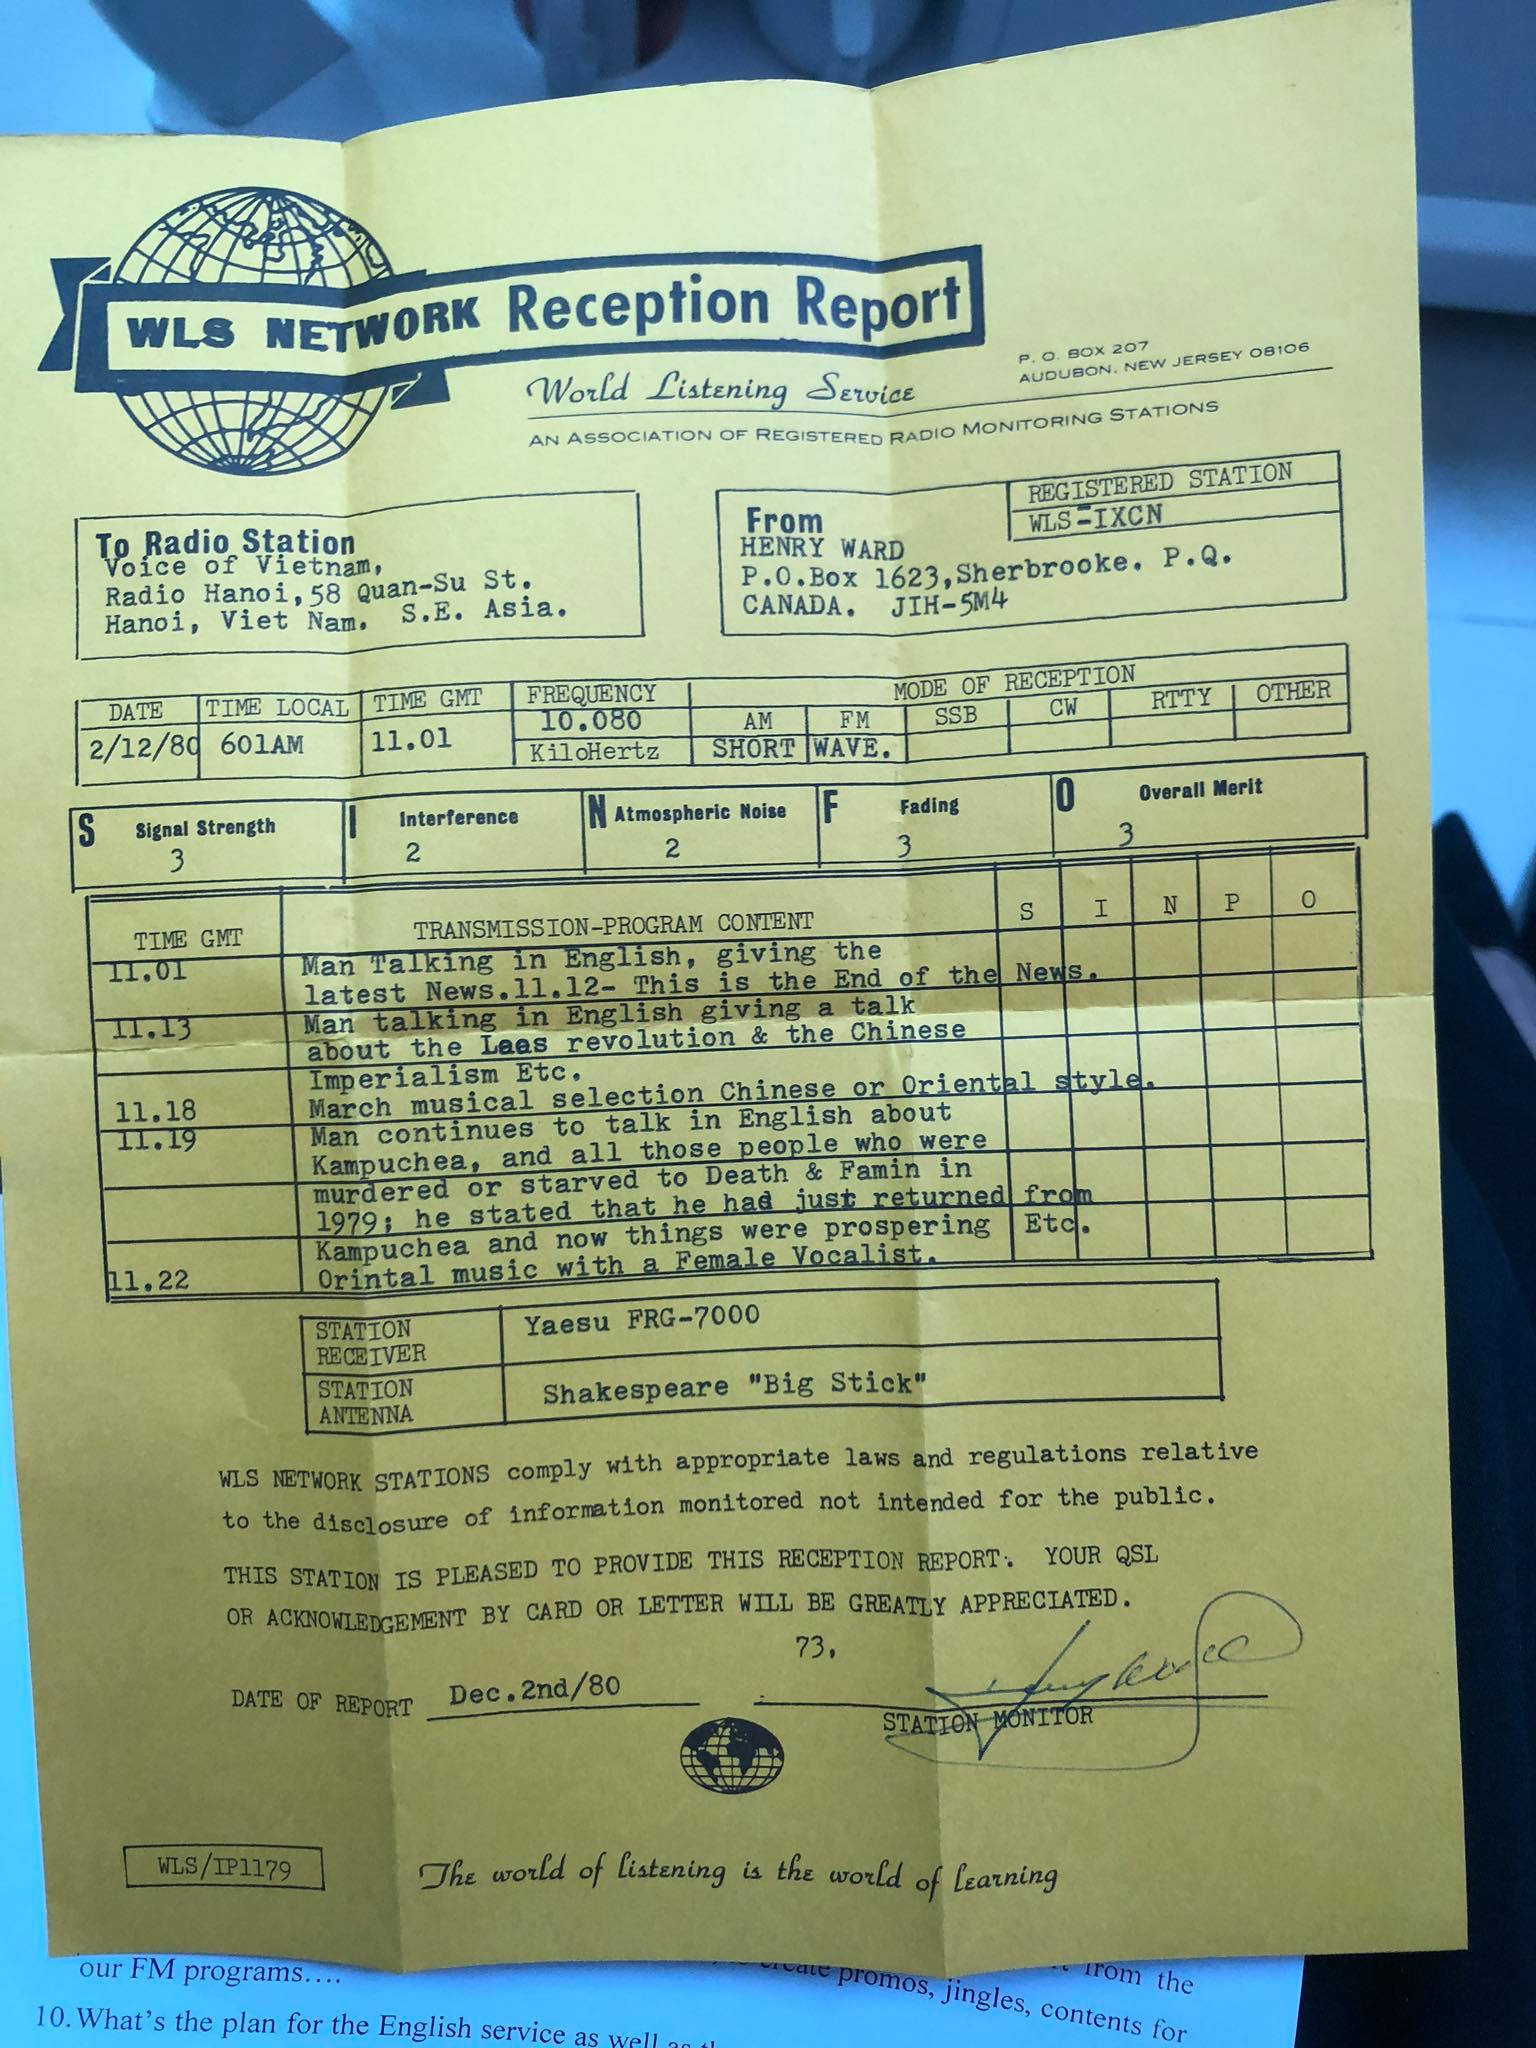 WLS NETWORK Reception Report
P. O. BOX 207
AUDUBON, NEW JERSEY 08106
World Listening Service
AN ASSOCIATION OF REGISTERED RADIO MONITORING STATIONS
To Radio Station
Voice of Vietnam,
Radio Hanoi,58 Quan-Su St.
Hanoi, Viet Nam. S.E. Asia.
REGISTERED STATION
WLS-IXCN
From
HENRY WARD
P.O.Box 1623,Sherbrooke. P.Q.
CANADA. JIH-5M4
DATE TIME LOCAL TIME GMT FREQUENCY MODE OF RECEPTION
10.080 AM FM SSB CW RTTY OTHER
2/12/80 601AM 11.01 KiloHertz SHORT WAVE.
S Signal Strength I Interference N Atmospheric Noise F Fading O Overall Merit
3 2 2 3 3
TIME GMT TRANSMISSION-PROGRAM CONTENT S I N P O
11.01 Man Talking in English, giving the
latest News.11.12- This is the End of the News.
11.13 Man talking in English giving a talk
about the Laos revolution & the Chinese
Imperialism Etc.
11.18 March musical selection Chinese or Oriental style.
11.19 Man continues to talk in English about
Kampuchea, and all those people who were
murdered or starved to Death & Famin in
1979; he stated that he had just returned from
Kampuchea and now things were prospering Etc.
11.22 Orintal music with a Female Vocalist.
STATION RECEIVER Yaesu FRG-7000
STATION ANTENNA Shakespeare "Big Stick"
WLS NETWORK STATIONS comply with appropriate laws and regulations relative
to the disclosure of information monitored not intended for the public.
THIS STATION IS PLEASED TO PROVIDE THIS RECEPTION REPORT. YOUR QSL
OR ACKNOWLEDGEMENT BY CARD OR LETTER WILL BE GREATLY APPRECIATED.
73,
DATE OF REPORT Dec.2nd/80
STATION MONITOR
WLS/IP1179
The world of listening is the world of learning
create promos, jingles, contents for
from the
our FM programs....
10. What's the plan for the English service as well as